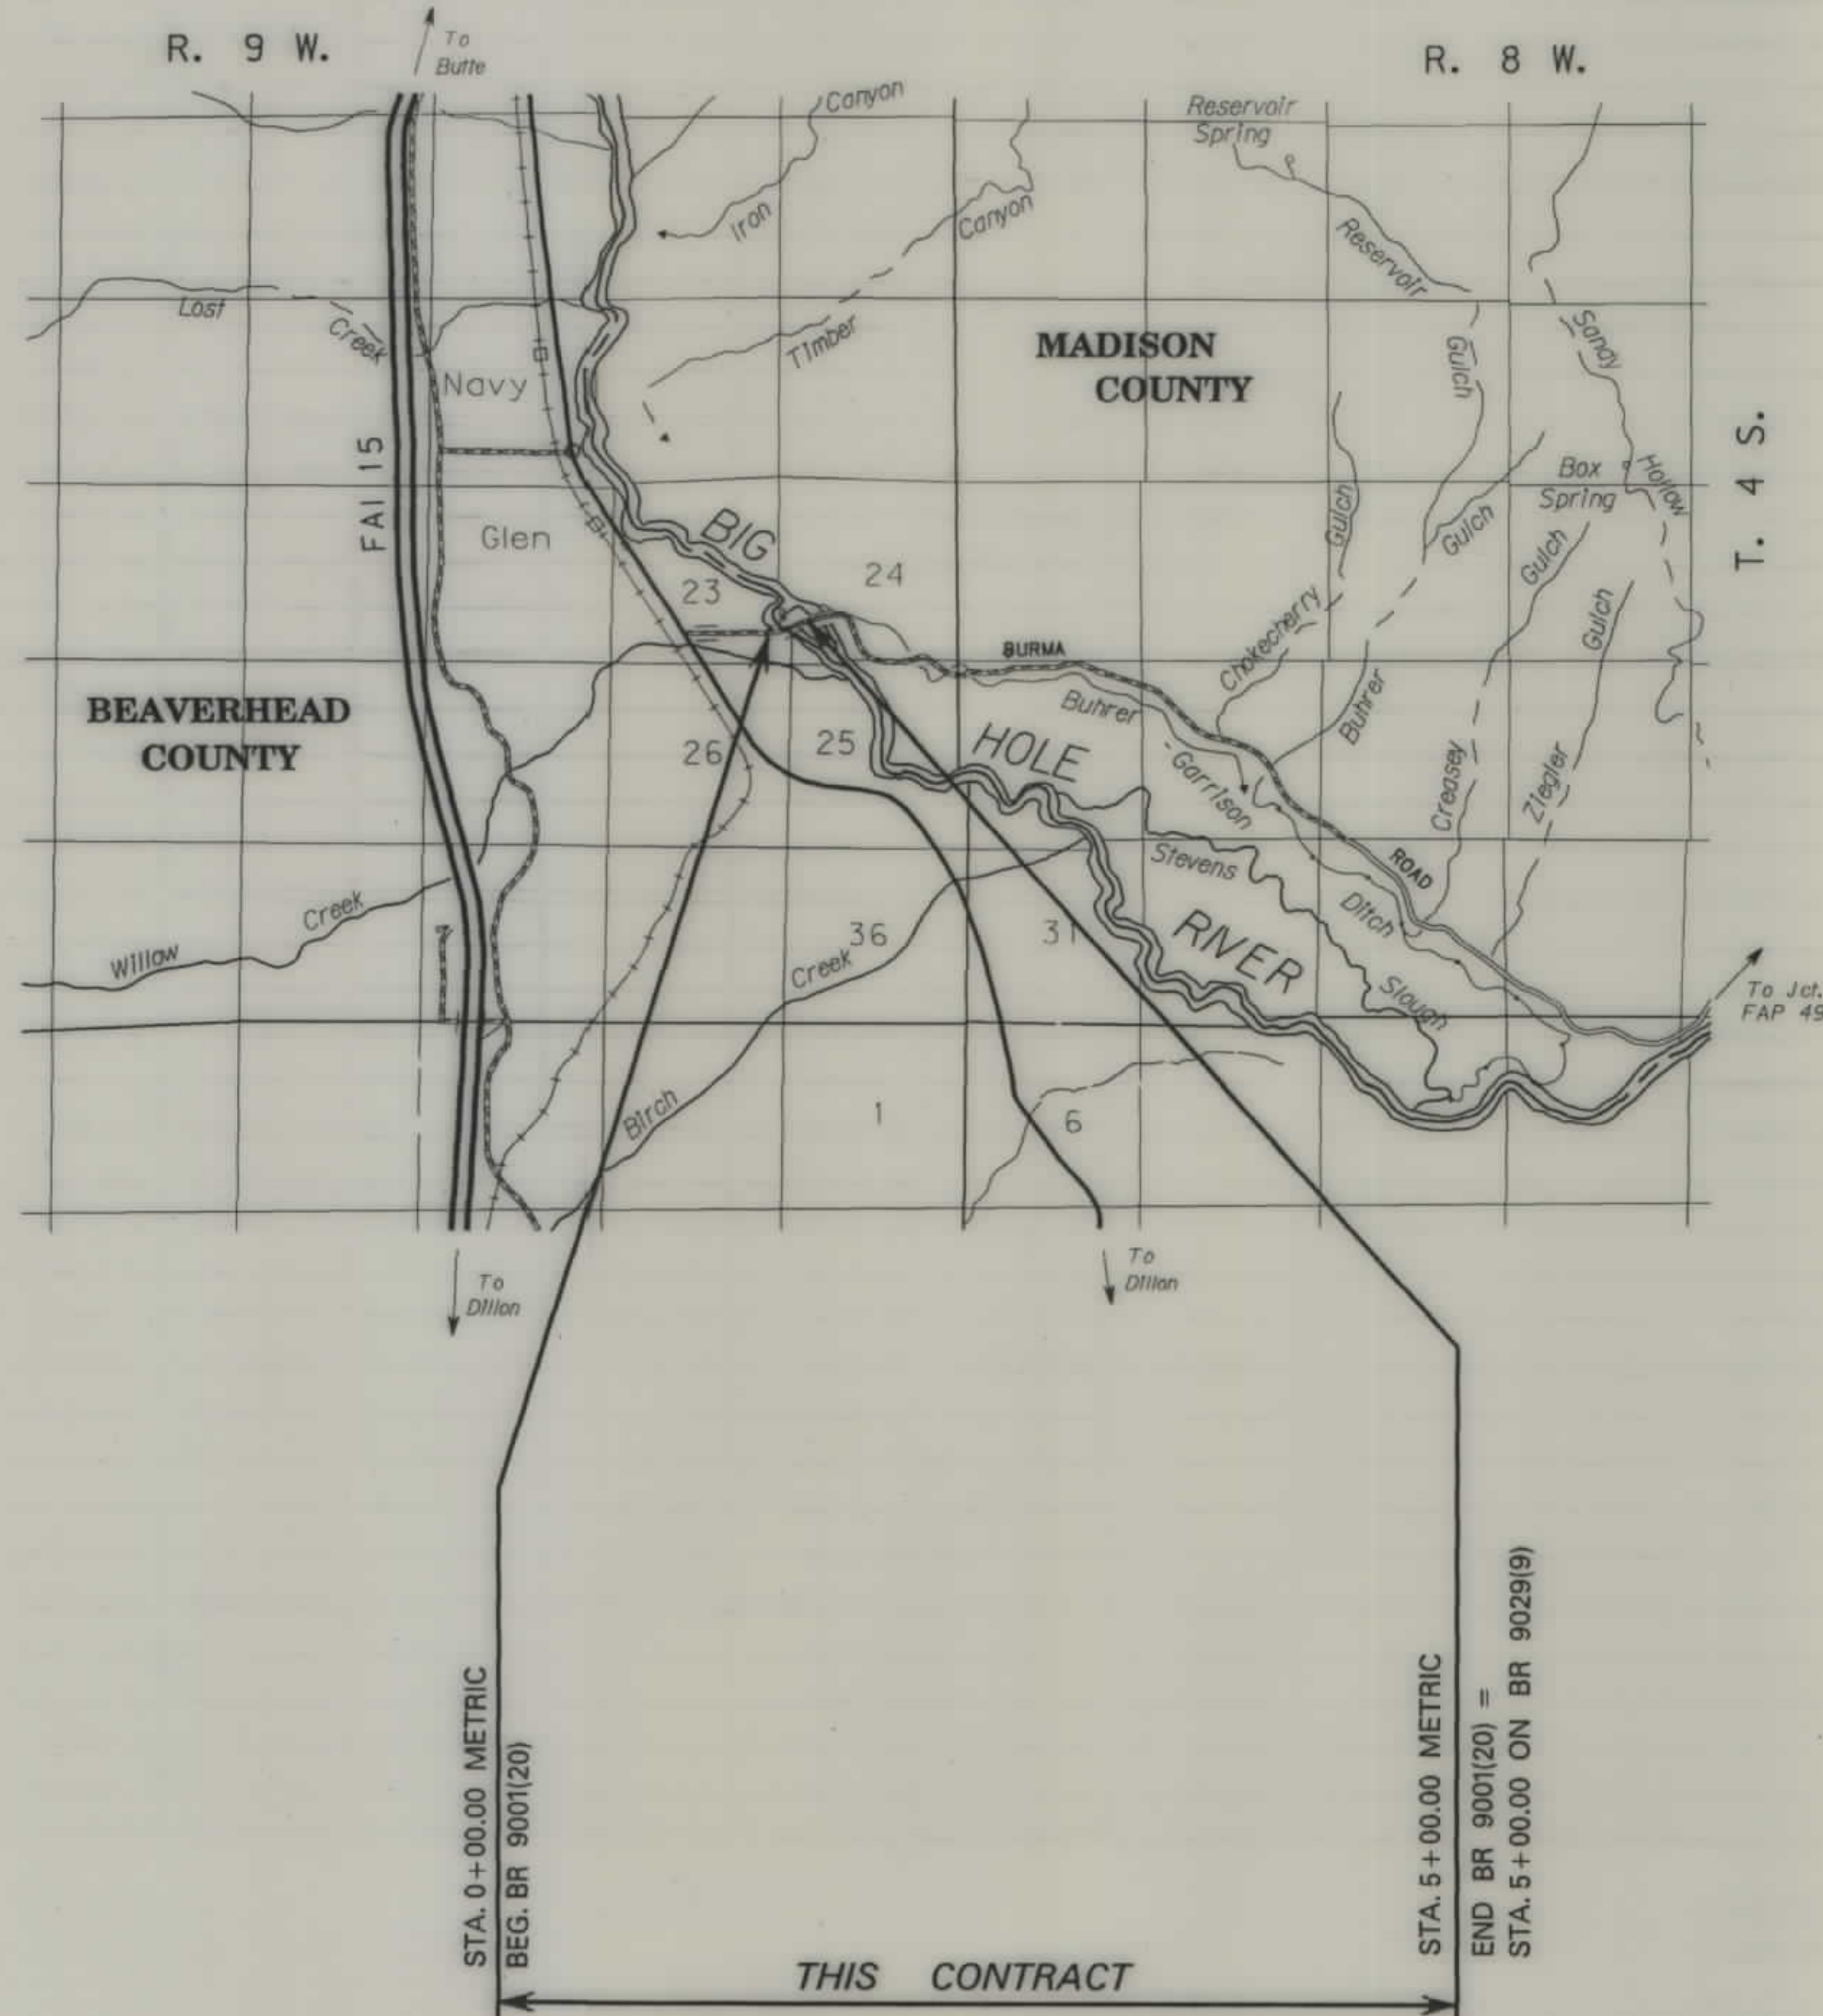 R. 9 W.
To
Butte
R. 8 W.
Canyon
Reservoir
Spring
Iron
Canyon
Reservoir
Lost
Creek
Timber
MADISON
COUNTY
Gulch
Sandy
Navy
FAI 15
T. 4 S.
Box
Spring
Hollow
Glen
BIG
Gulch
Gulch
Gulch
Gulch
23
24
Chokecherry
BURMA
BEAVERHEAD
COUNTY
Buhrer
Buhrer
26
25
HOLE
Garrison
Creasey
Ziegler
Stevens
ROAD
Creek
Ditch
Willow
36
31
RIVER
Creek
Slough
To Jct.
FAP 49
Birch
1
6
To
Dillon
To
Dillon
STA. 0+00.00 METRIC
BEG. BR 9001(20)
STA. 5+00.00 METRIC
END BR 9001(20) =
STA. 5+00.00 ON BR 9029(9)
THIS CONTRACT